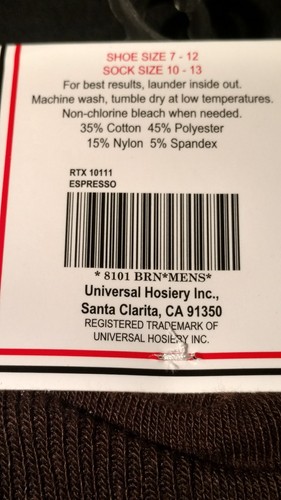 SHOE SIZE 7 - 12
SOCK SIZE 10 - 13
For best results, launder inside out.
Machine wash, tumble dry at low temperatures.
Non-chlorine bleach when needed.
35% Cotton 45% Polyester
15% Nylon 5% Spandex
RTX 10111
ESPRESSO
* 8101 BRN*MENS*
Universal Hosiery Inc.,
Santa Clarita, CA 91350
REGISTERED TRADEMARK OF
UNIVERSAL HOSIERY INC.